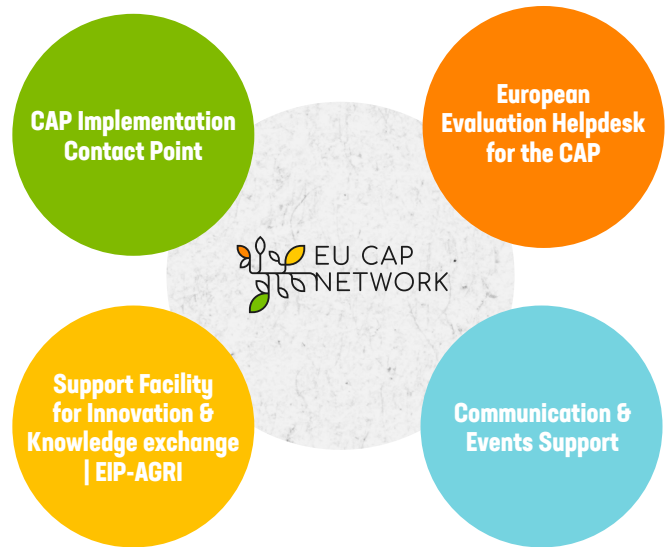 CAP Implementation
Contact Point
European
Evaluation Helpdesk
for the CAP
EU CAP
NETWORK
Support Facility
for Innovation &
Knowledge exchange
| EIP-AGRI
Communication &
Events Support